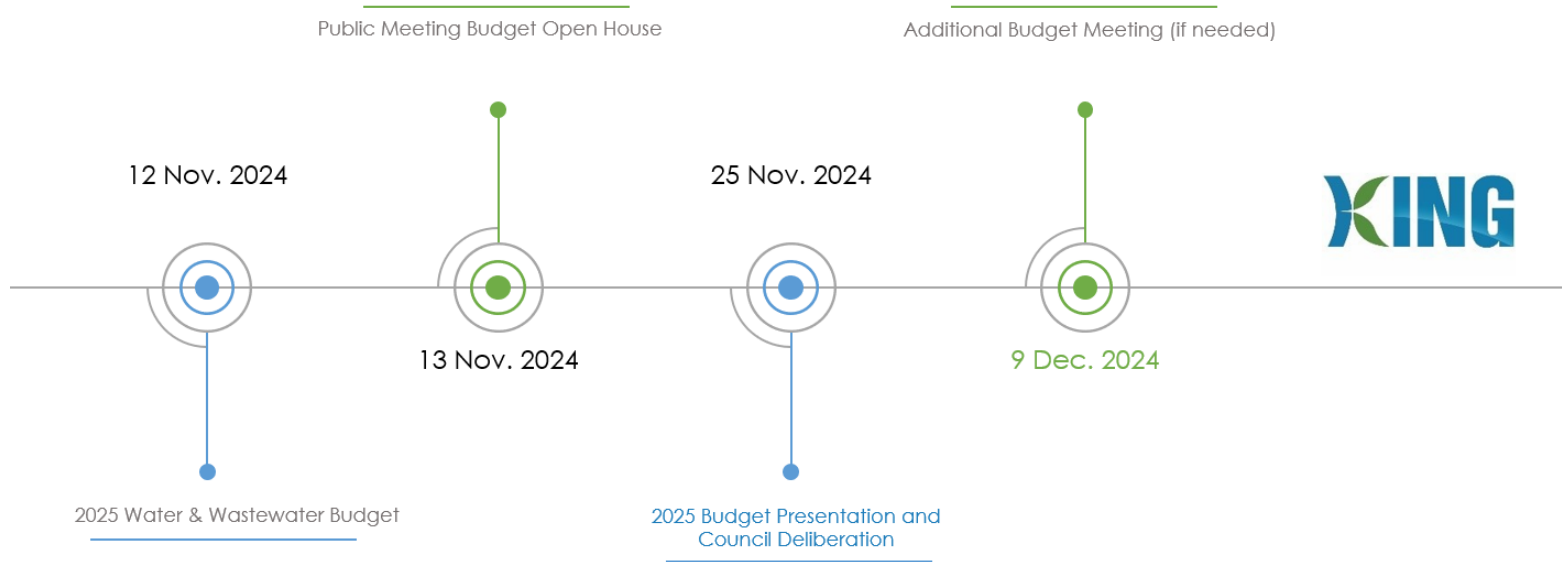 Public Meeting Budget Open House
Additional Budget Meeting (if needed)
12 Nov. 2024
25 Nov. 2024
KING
13 Nov. 2024
9 Dec. 2024
2025 Water & Wastewater Budget
2025 Budget Presentation and
Council Deliberation